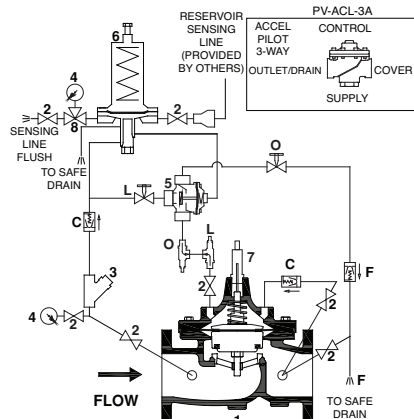 PV-ACL-3A
ACCEL
PILOT
3-WAY
CONTROL
OUTLET/DRAIN
COVER
SUPPLY
RESERVOIR
SENSING
LINE
(PROVIDED
BY OTHERS)
6
4
2
8
2
SENSING
LINE
FLUSH
TO SAFE
DRAIN
L
5
O
C
3
4
2
2
O
L
2
7
C
2
2
F
F
TO SAFE
DRAIN
FLOW
1